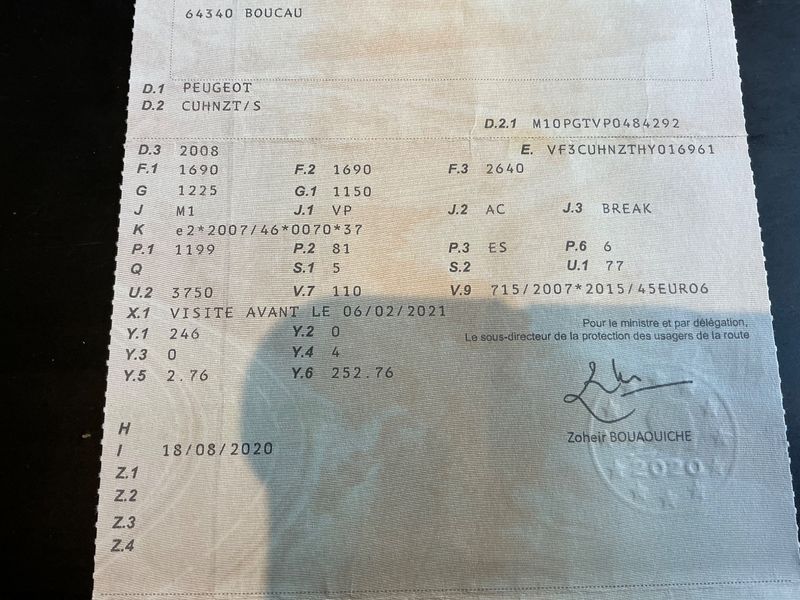 64340 BOUCAU
D.1 PEUGEOT
D.2 CUHNZT/S
D.2.1 M10PGTVP0484292
D.3 2008 E. VF3CUHNZTHY016961
F.1 1690 F.2 1690 F.3 2640
G 1225 G.1 1150
J M1 J.1 VP J.2 AC J.3 BREAK
K e2*2007/46*0070*37
P.1 1199 P.2 81 P.3 ES P.6 6
Q S.1 5 S.2 U.1 77
U.2 3750 V.7 110 V.9 715/2007*2015/45EURO6
X.1 VISITE AVANT LE 06/02/2021
Y.1 246 Y.2 0
Pour le ministre et par délégation,
Le sous-directeur de la protection des usagers de la route
Y.3 0 Y.4 4
Y.5 2.76 Y.6 252.76
H
Zoheir BOUAOUICHE
I 18/08/2020
2020
Z.1
Z.2
Z.3
Z.4